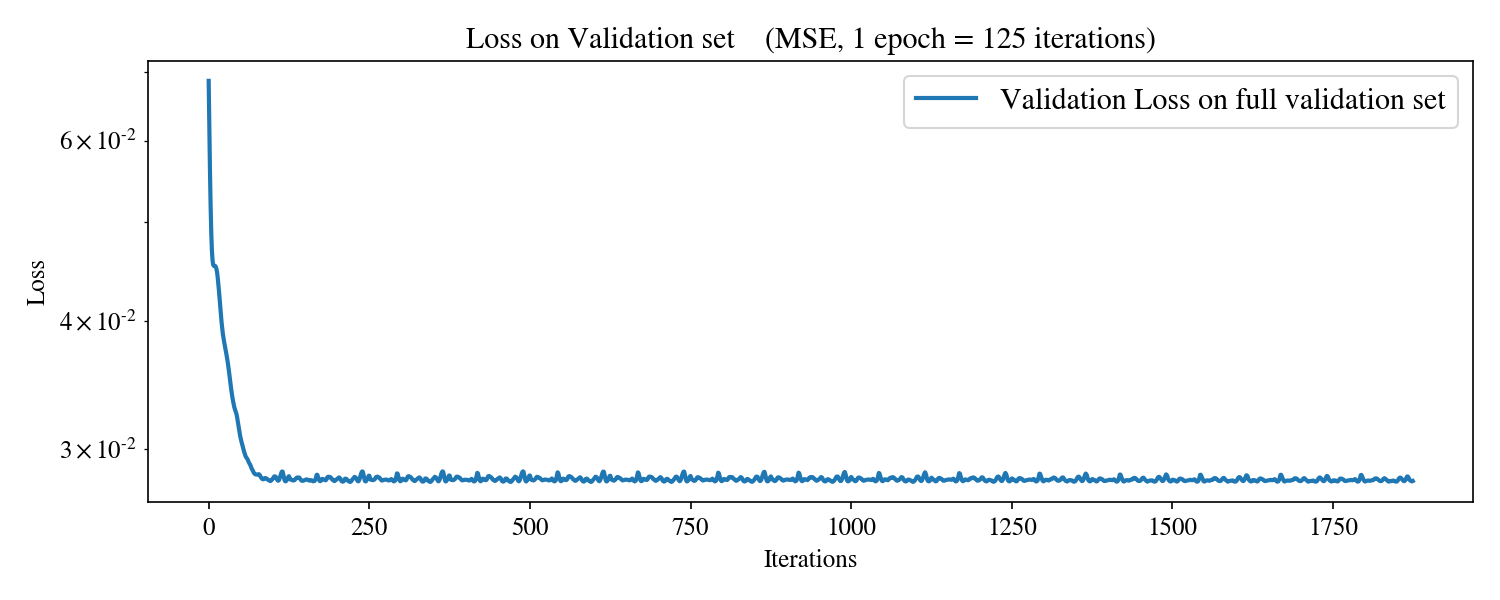 Loss on Validation set (MSE, 1 epoch = 125 iterations)
Validation Loss on full validation set
6 × 10⁻²
4 × 10⁻²
3 × 10⁻²
Loss
0 250 500 750 1000 1250 1500 1750
Iterations